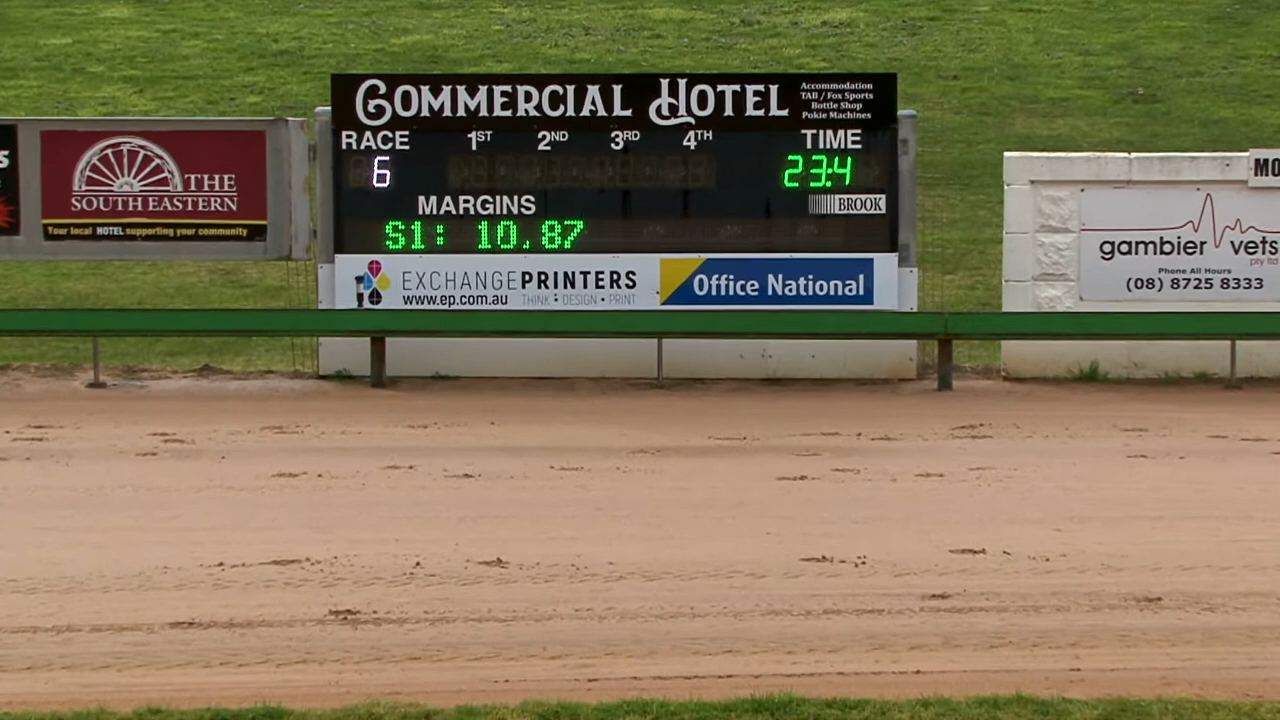 COMMERCIAL HOTEL
Accommodation
TAB / Fox Sports
Bottle Shop
Pokie Machines
RACE 1ST 2ND 3RD 4TH TIME
6 23.4
MARGINS
BROOK
S1: 10.87
EXCHANGEPRINTERS
www.ep.com.au THINK : DESIGN • PRINT
Office National
THE
SOUTH EASTERN
Your local HOTEL supporting your community
MO
gambier vets
pty ltd
Phone All Hours
(08) 8725 8333